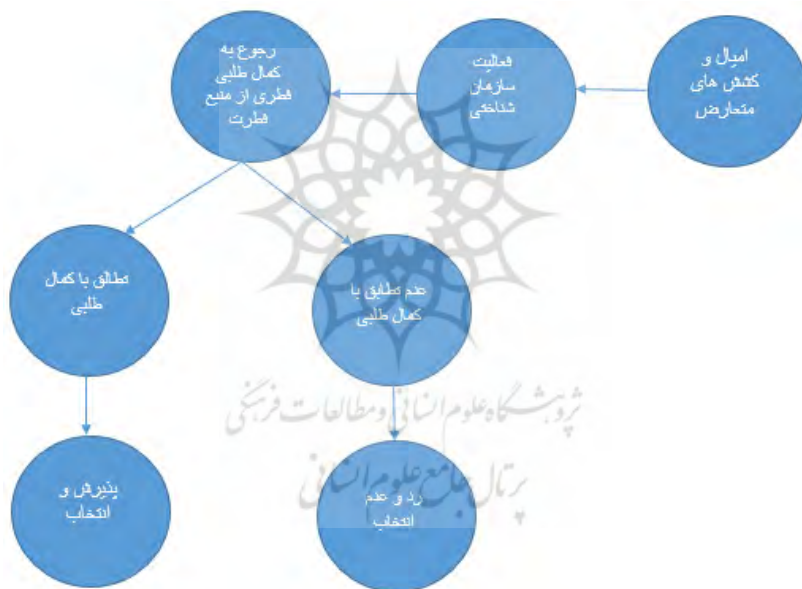 امیال و
کشش های
متعارض
فعالیت
سازمان
شناختی
رجوع به
کمال طلبی
فطری از منبع
فطرت
عدم تطابق با
کمال طلبی
تطالق با کمال
طلبی
رد و عدم
انتخاب
پذیرش و
انتخاب
پژوهشگاه علوم انسانی و مطالعات فرهنگی
پرتال جامع علوم انسانی